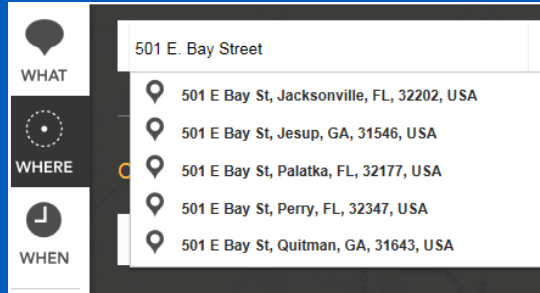 WHAT
WHERE
WHEN
501 E. Bay Street
501 E Bay St, Jacksonville, FL, 32202, USA
501 E Bay St, Jesup, GA, 31546, USA
501 E Bay St, Palatka, FL, 32177, USA
501 E Bay St, Perry, FL, 32347, USA
501 E Bay St, Quitman, GA, 31643, USA